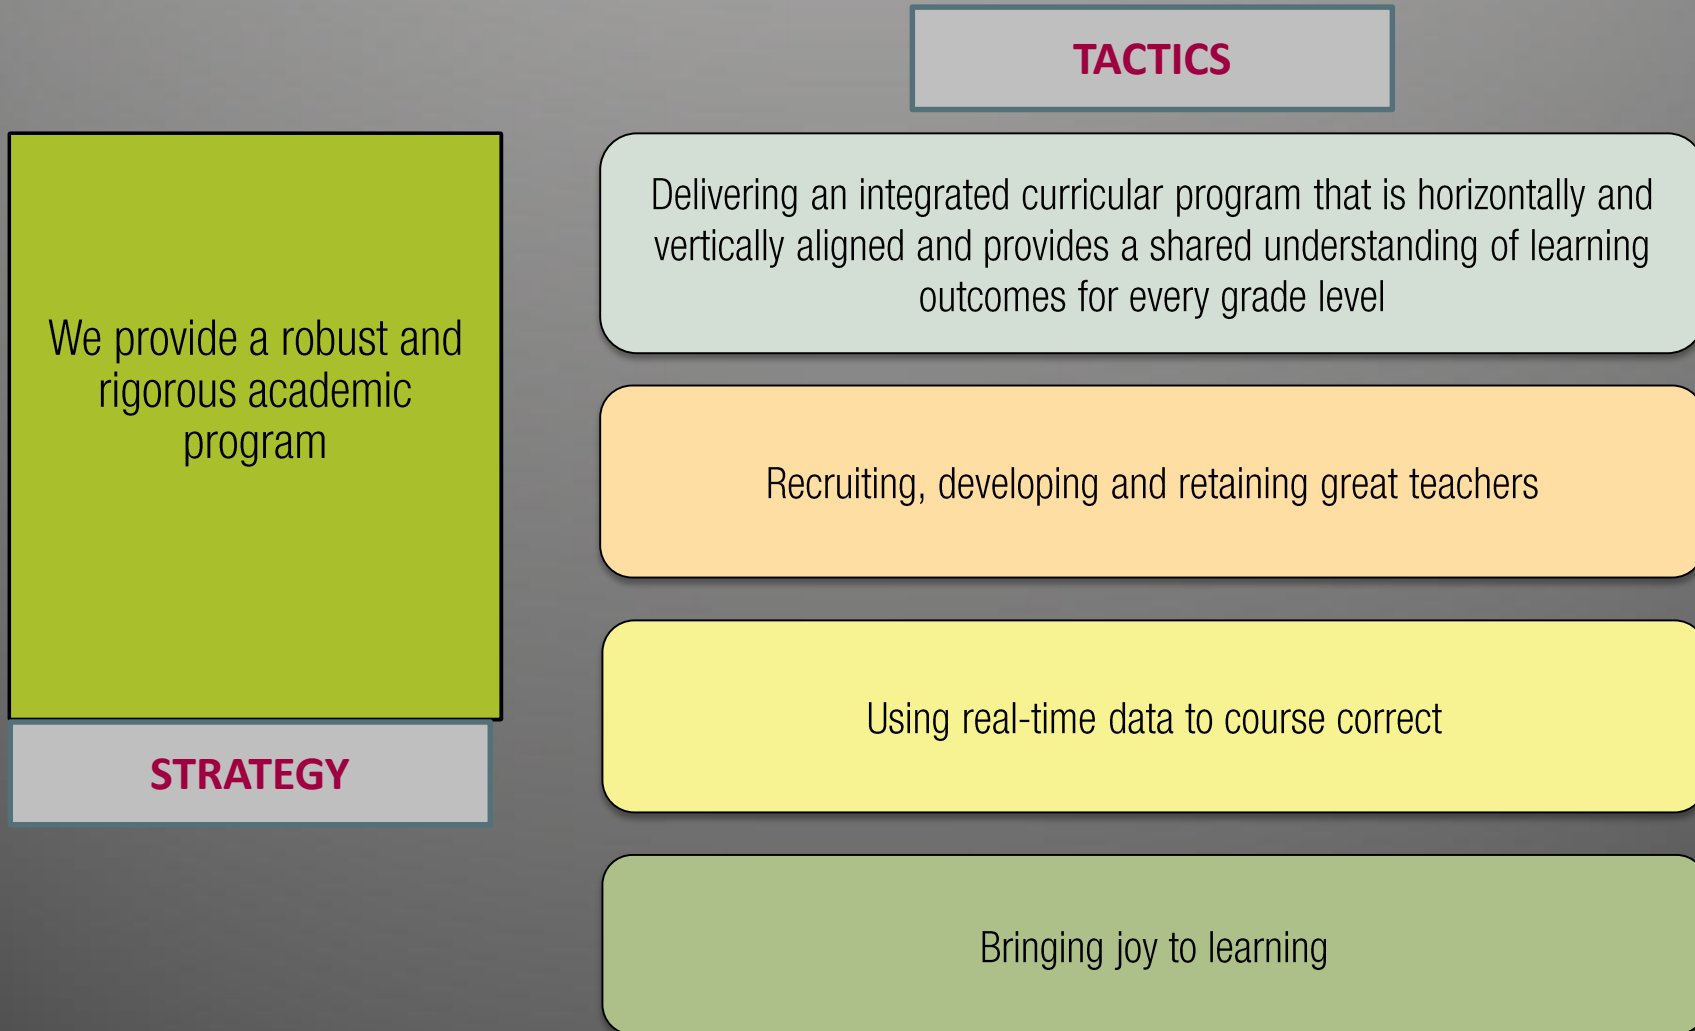 TACTICS
We provide a robust and
rigorous academic
program
STRATEGY
Delivering an integrated curricular program that is horizontally and
vertically aligned and provides a shared understanding of learning
outcomes for every grade level
Recruiting, developing and retaining great teachers
Using real-time data to course correct
Bringing joy to learning